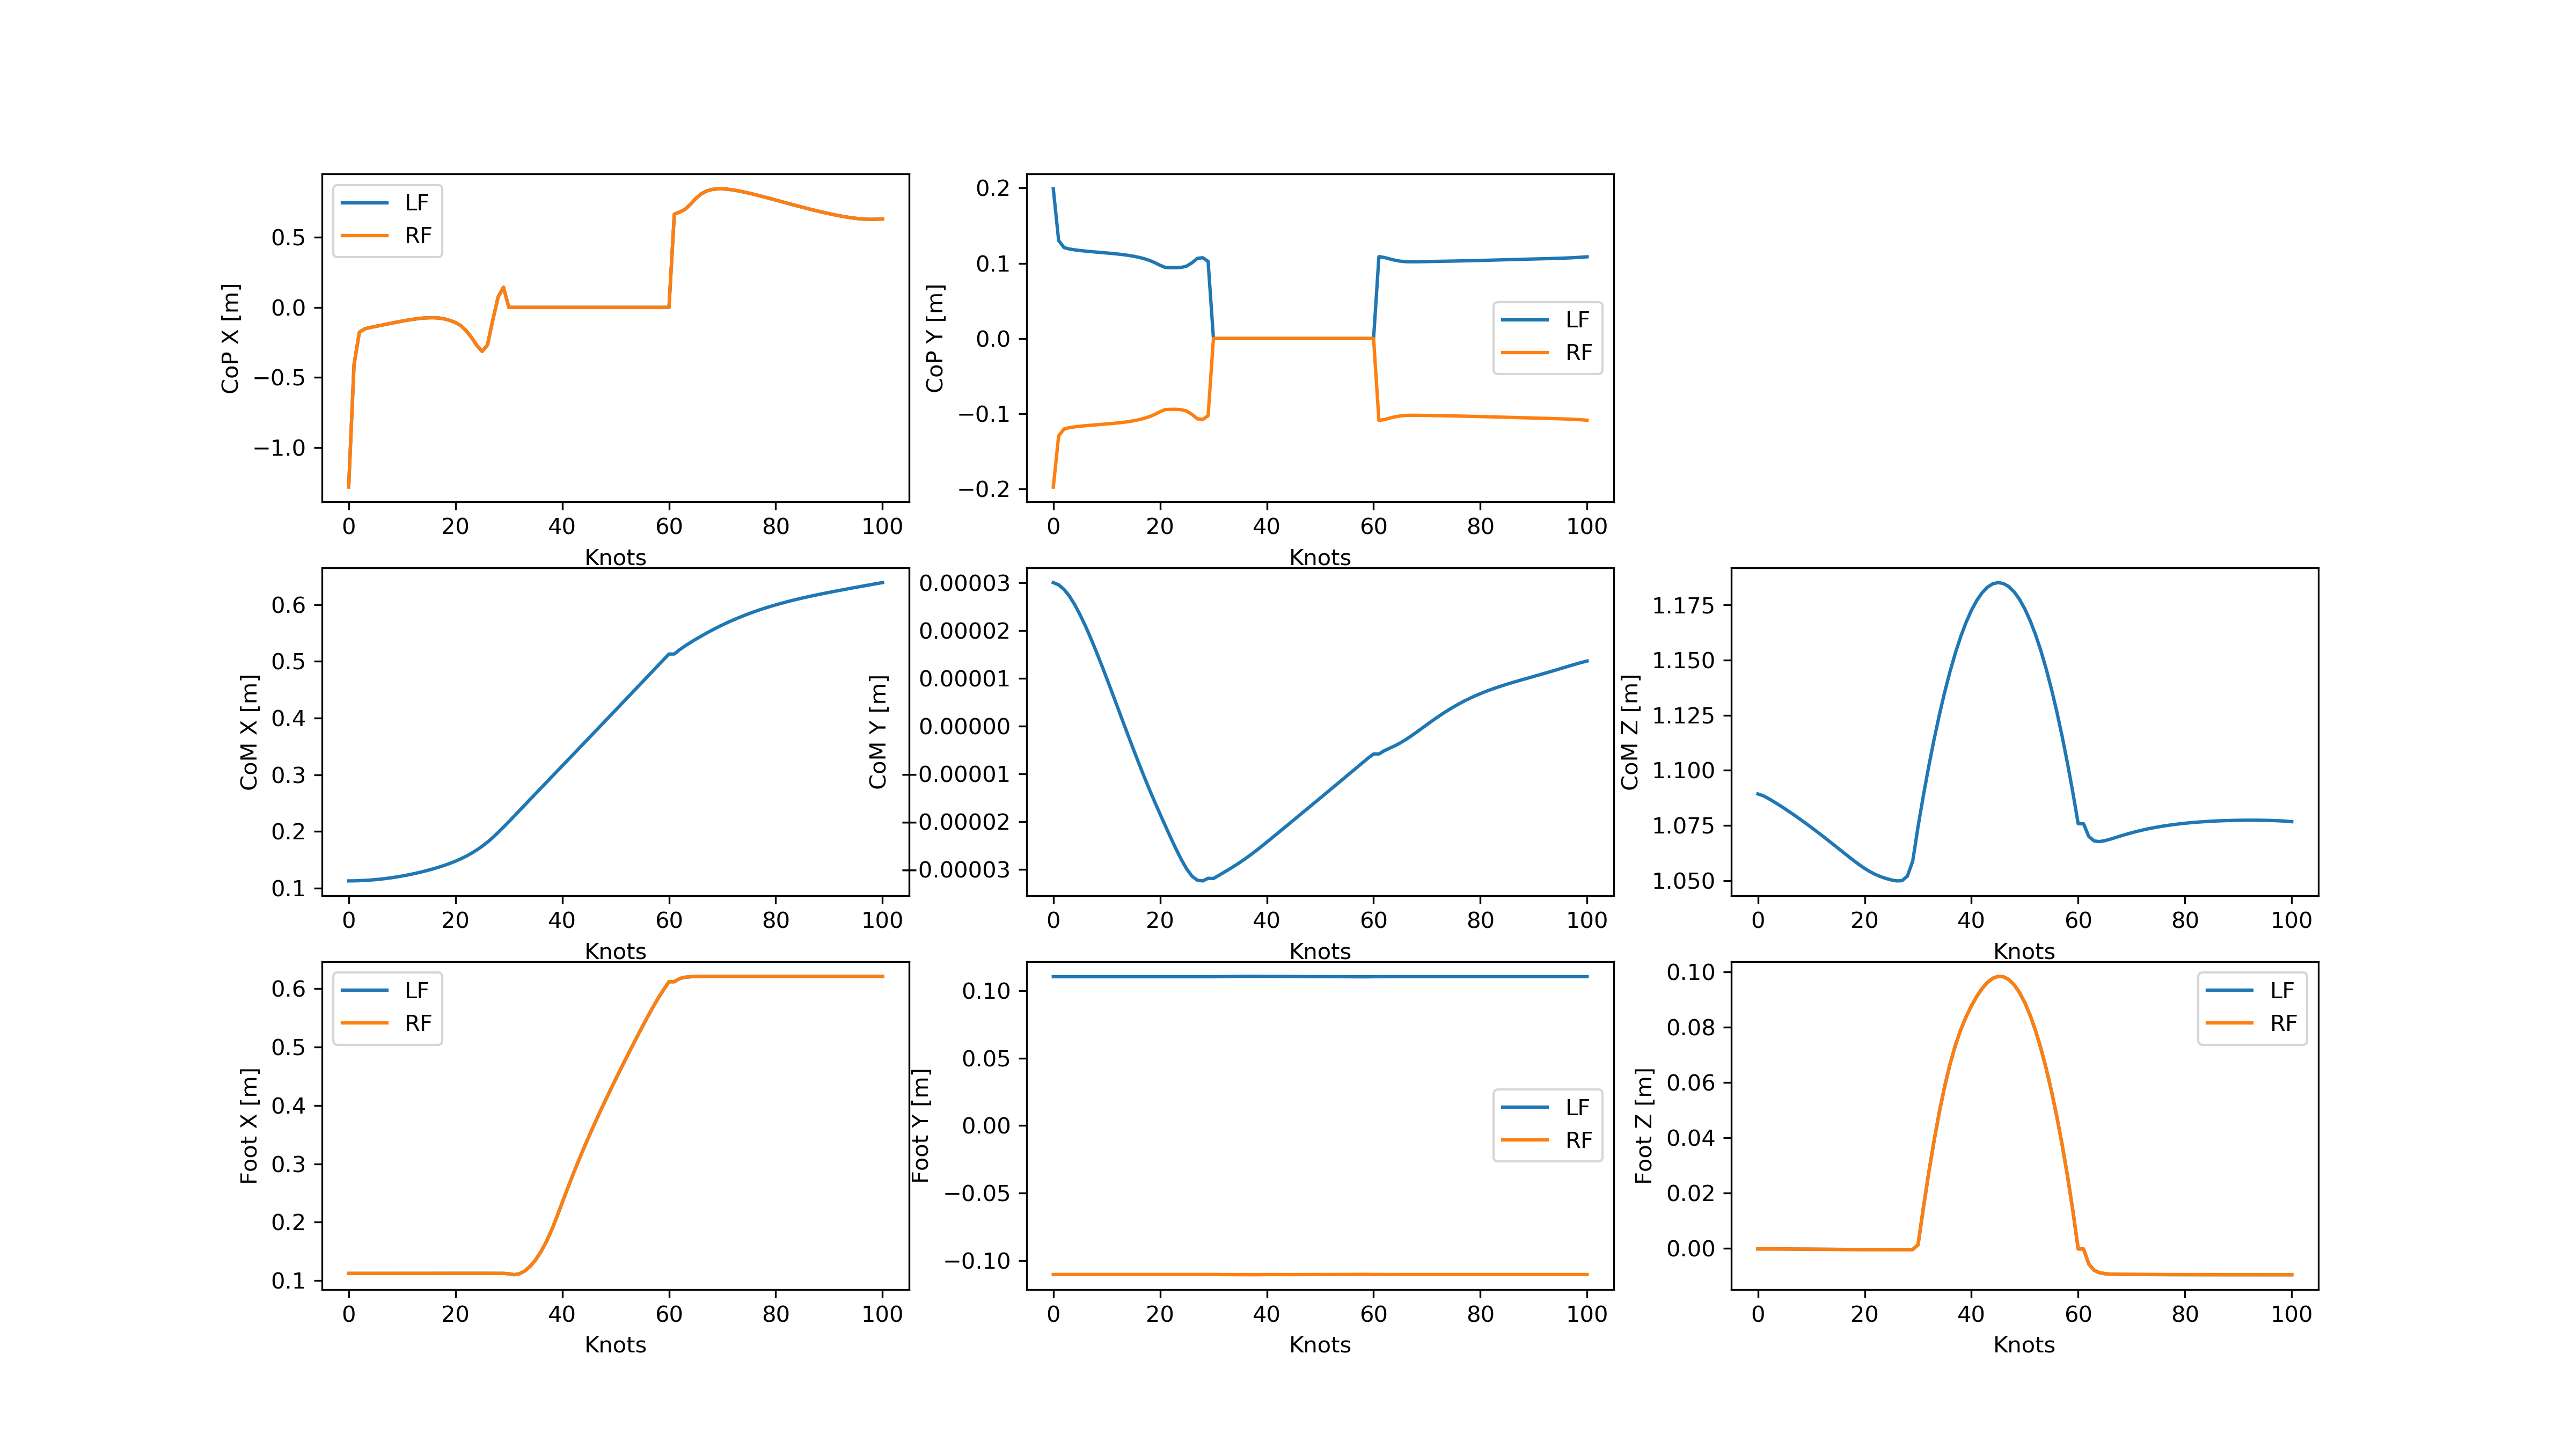 LF
RF
CoP X [m]
0.5
0.0
−0.5
−1.0
0 20 40 60 80 100
Knots
LF
RF
CoP Y [m]
0.2
0.1
0.0
−0.1
−0.2
0 20 40 60 80 100
Knots
CoM X [m]
0.6
0.5
0.4
0.3
0.2
0.1
0 20 40 60 80 100
Knots
CoM Y [m]
0.00003
0.00002
0.00001
0.00000
−0.00001
−0.00002
−0.00003
0 20 40 60 80 100
Knots
CoM Z [m]
1.175
1.150
1.125
1.100
1.075
1.050
0 20 40 60 80 100
Knots
LF
RF
Foot X [m]
0.6
0.5
0.4
0.3
0.2
0.1
0 20 40 60 80 100
Knots
LF
RF
Foot Y [m]
0.10
0.05
0.00
−0.05
−0.10
0 20 40 60 80 100
Knots
LF
RF
Foot Z [m]
0.10
0.08
0.06
0.04
0.02
0.00
0 20 40 60 80 100
Knots